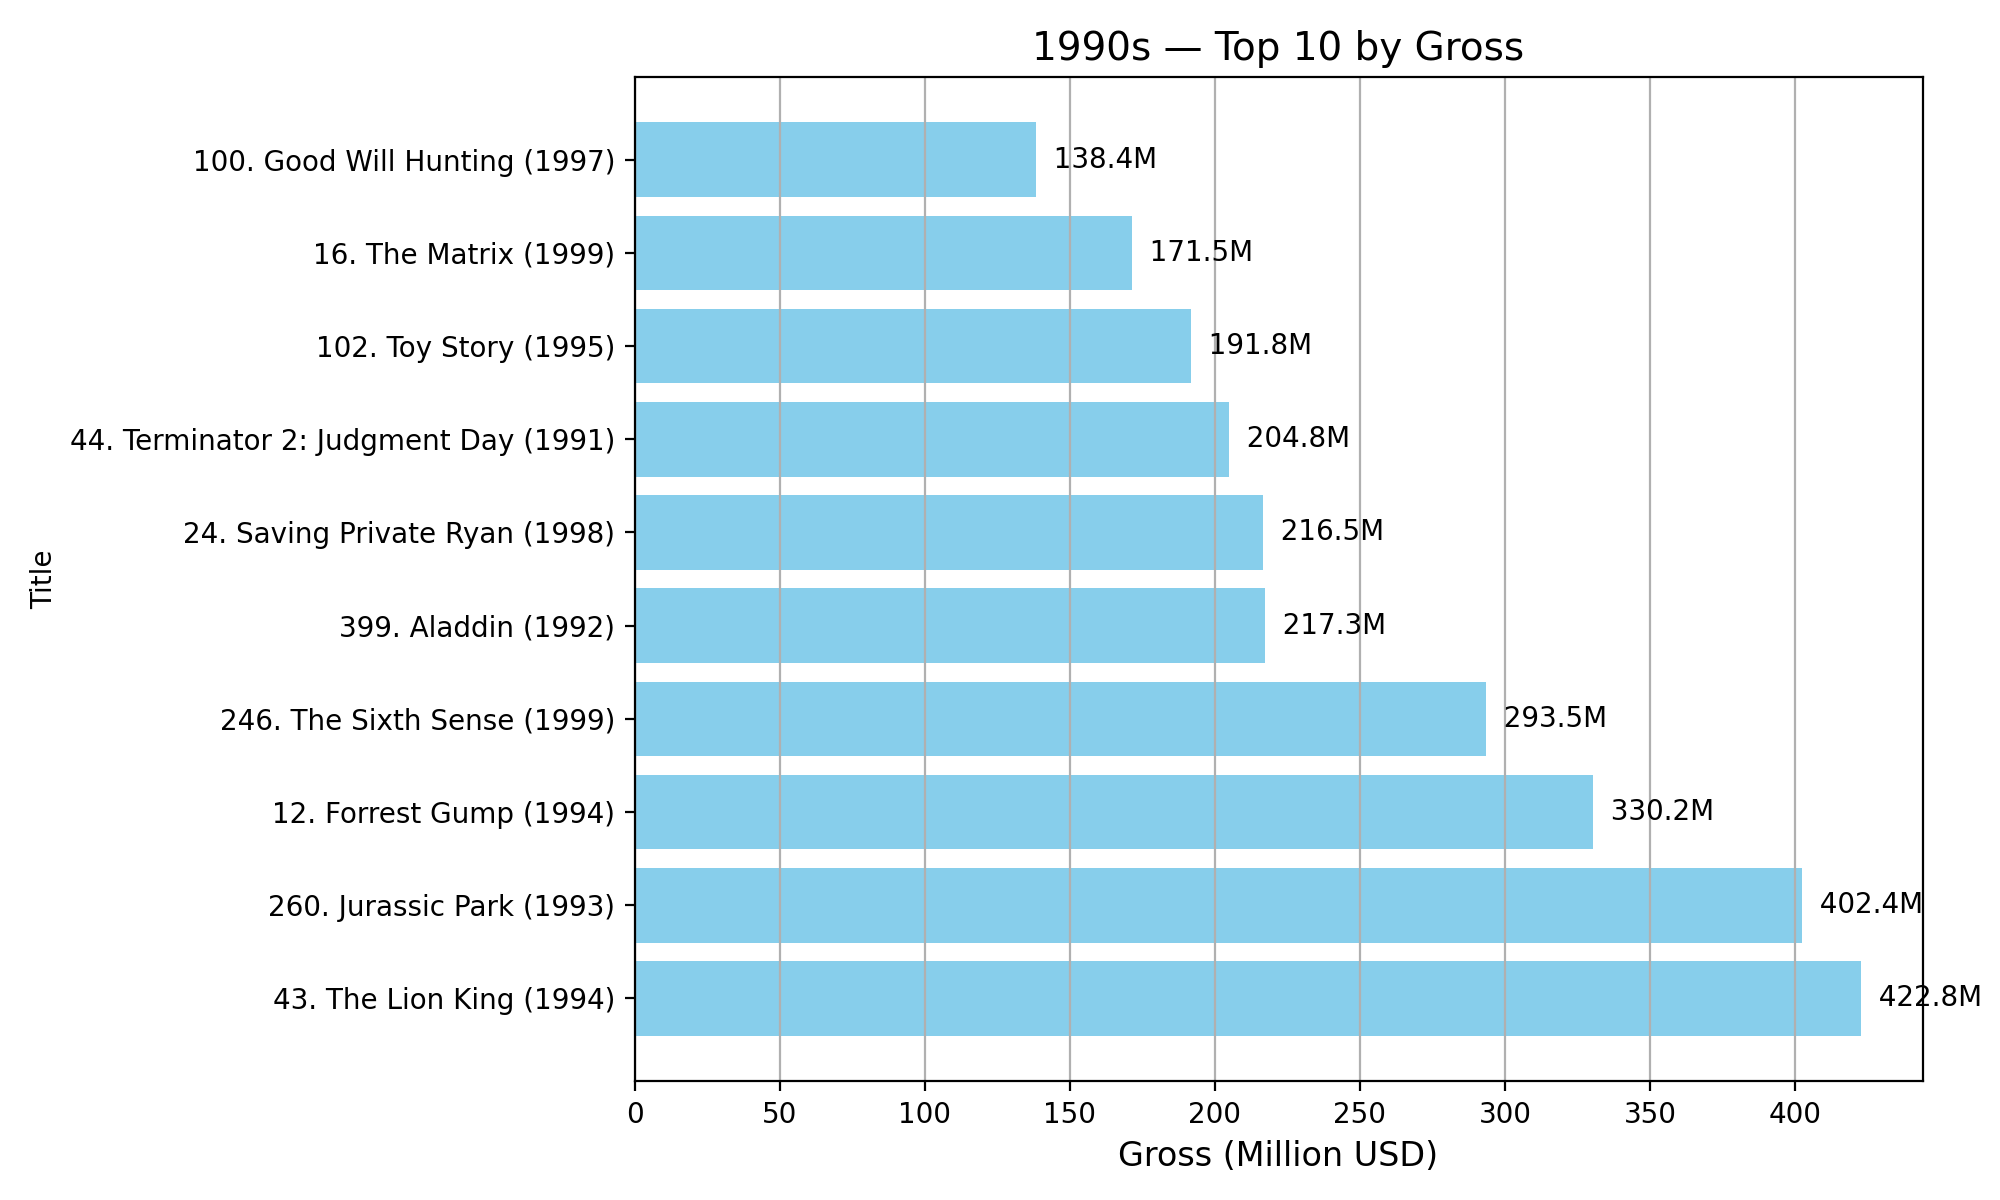 1990s — Top 10 by Gross
100. Good Will Hunting (1997) 138.4M
16. The Matrix (1999) 171.5M
102. Toy Story (1995) 191.8M
44. Terminator 2: Judgment Day (1991) 204.8M
24. Saving Private Ryan (1998) 216.5M
Title
399. Aladdin (1992) 217.3M
246. The Sixth Sense (1999) 293.5M
12. Forrest Gump (1994) 330.2M
260. Jurassic Park (1993) 402.4M
43. The Lion King (1994) 422.8M
0 50 100 150 200 250 300 350 400
Gross (Million USD)